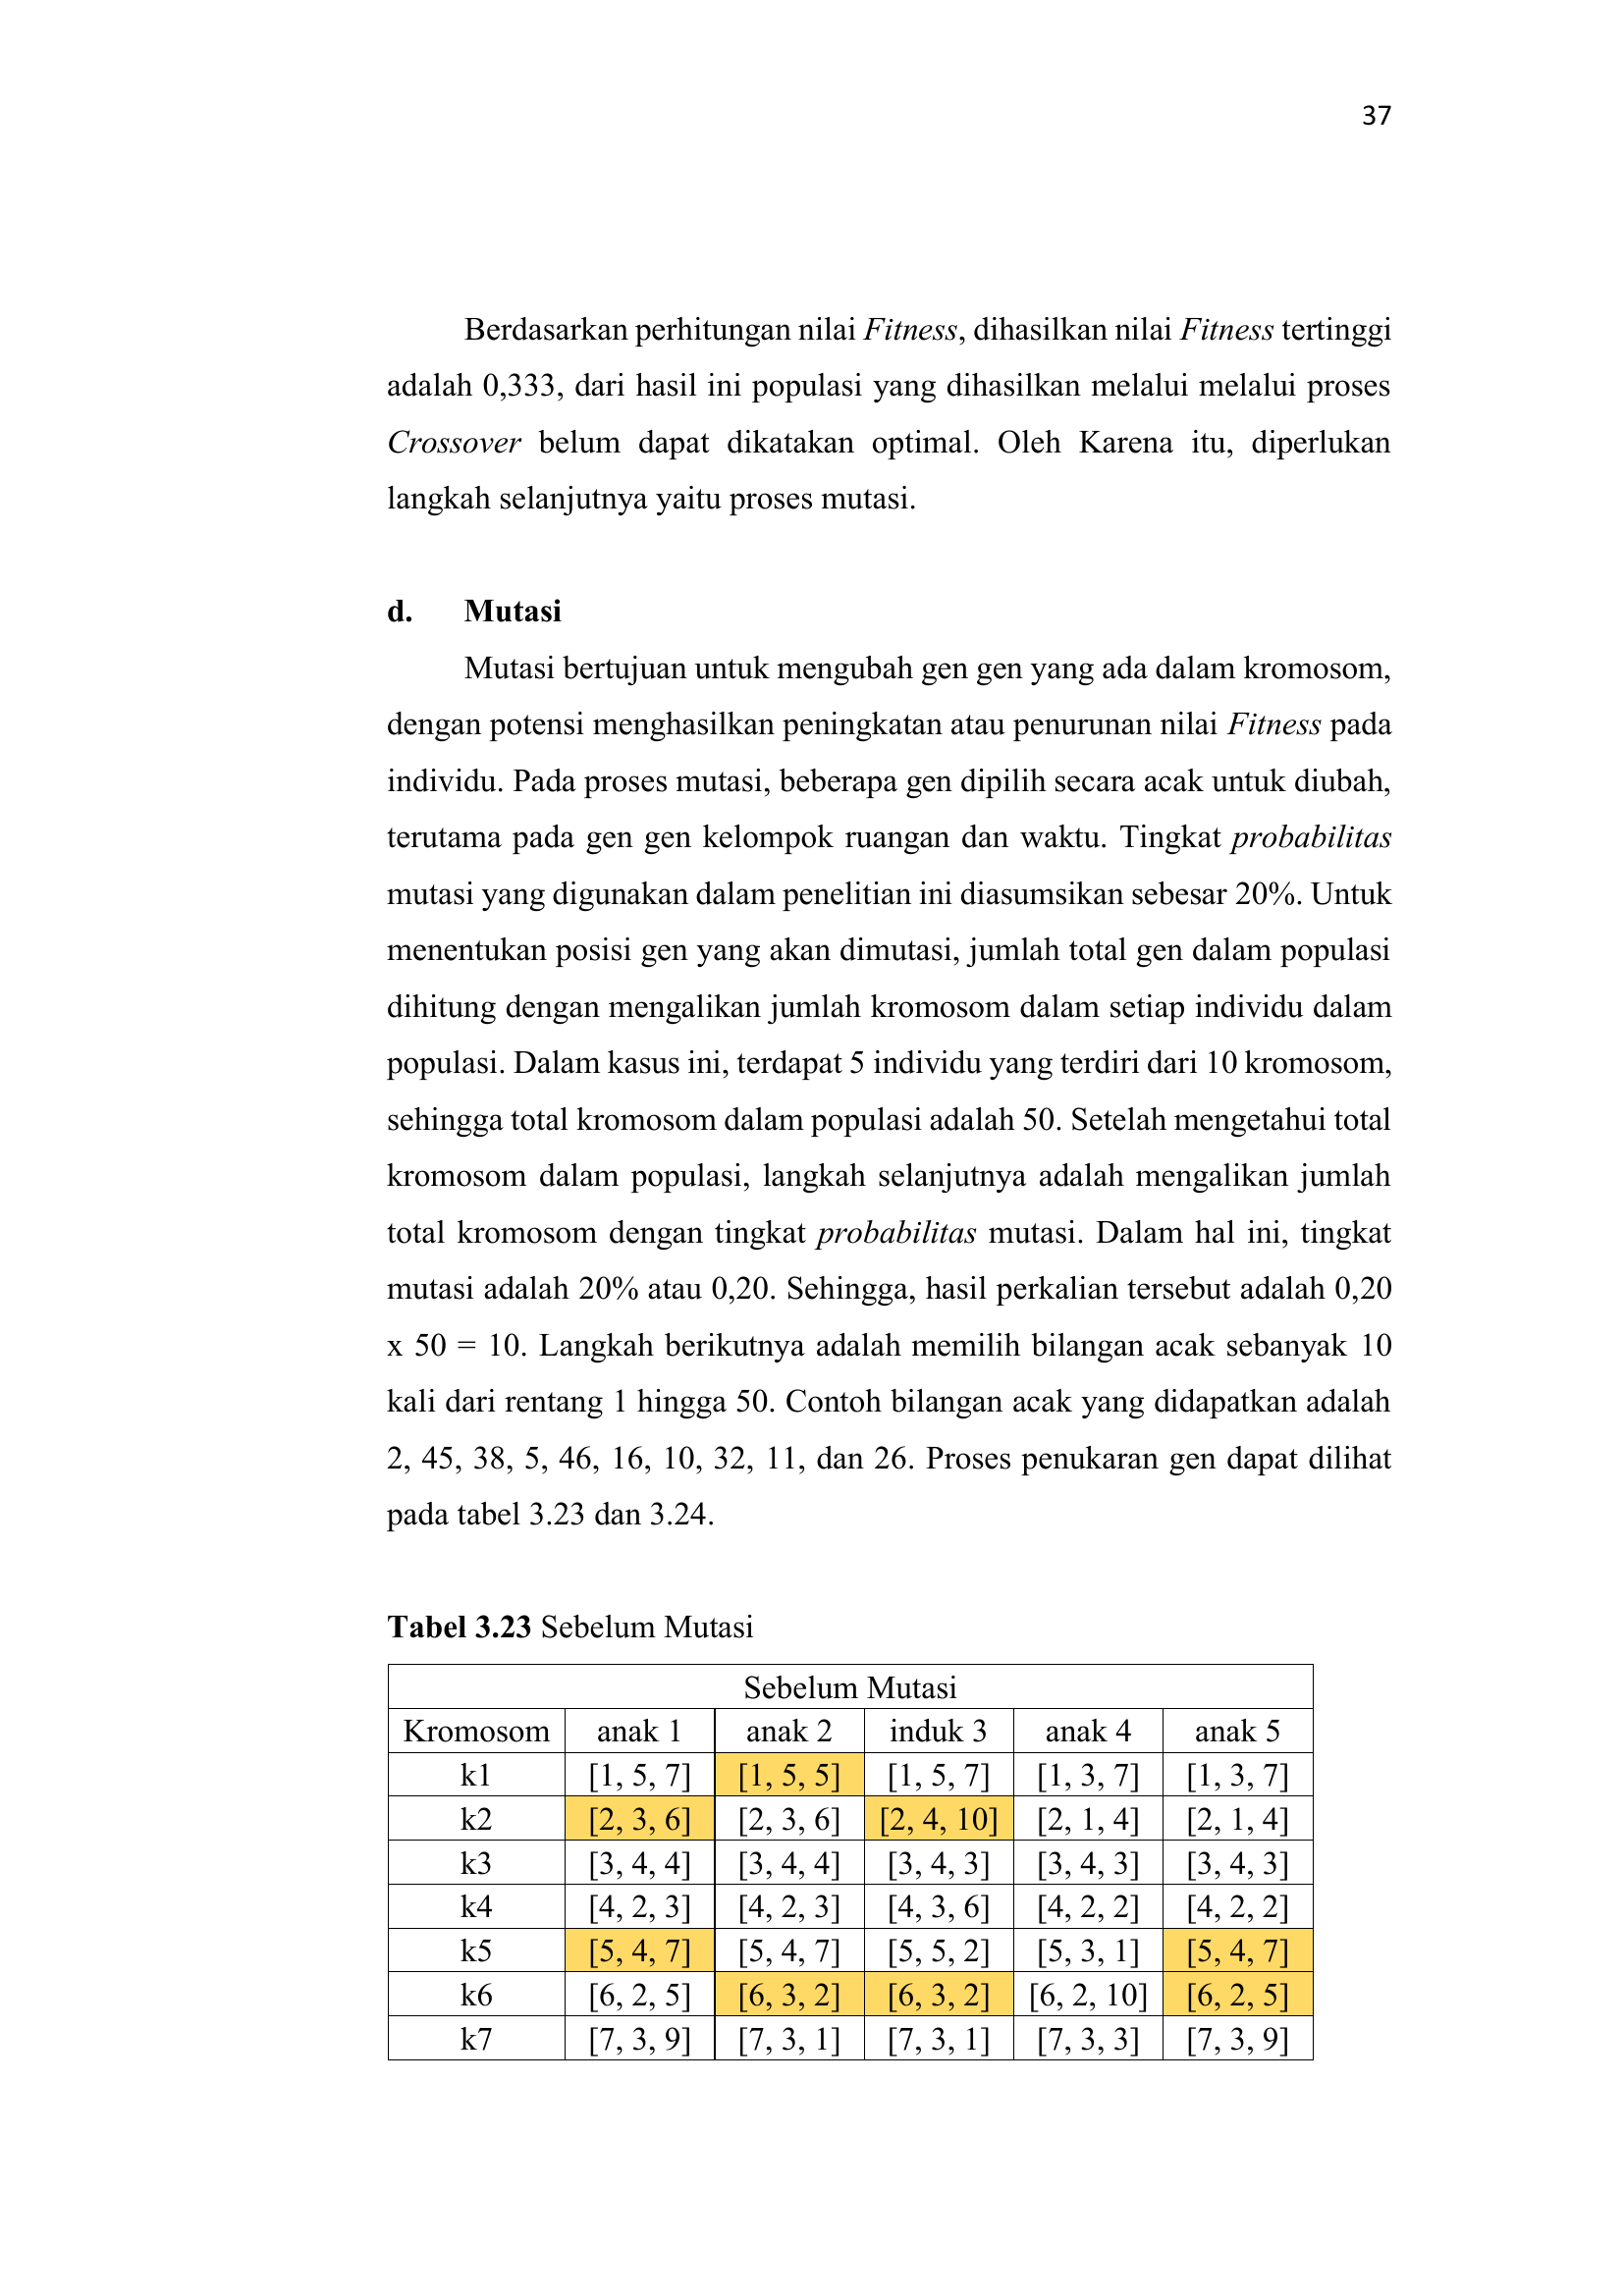 37
Berdasarkan perhitungan nilai Fitness, dihasilkan nilai Fitness tertinggi
adalah 0,333, dari hasil ini populasi yang dihasilkan melalui melalui proses
Crossover belum dapat dikatakan optimal. Oleh Karena itu, diperlukan
langkah selanjutnya yaitu proses mutasi.
d. Mutasi
Mutasi bertujuan untuk mengubah gen gen yang ada dalam kromosom,
dengan potensi menghasilkan peningkatan atau penurunan nilai Fitness pada
individu. Pada proses mutasi, beberapa gen dipilih secara acak untuk diubah,
terutama pada gen gen kelompok ruangan dan waktu. Tingkat probabilitas
mutasi yang digunakan dalam penelitian ini diasumsikan sebesar 20%. Untuk
menentukan posisi gen yang akan dimutasi, jumlah total gen dalam populasi
dihitung dengan mengalikan jumlah kromosom dalam setiap individu dalam
populasi. Dalam kasus ini, terdapat 5 individu yang terdiri dari 10 kromosom,
sehingga total kromosom dalam populasi adalah 50. Setelah mengetahui total
kromosom dalam populasi, langkah selanjutnya adalah mengalikan jumlah
total kromosom dengan tingkat probabilitas mutasi. Dalam hal ini, tingkat
mutasi adalah 20% atau 0,20. Sehingga, hasil perkalian tersebut adalah 0,20
x 50 = 10. Langkah berikutnya adalah memilih bilangan acak sebanyak 10
kali dari rentang 1 hingga 50. Contoh bilangan acak yang didapatkan adalah
2, 45, 38, 5, 46, 16, 10, 32, 11, dan 26. Proses penukaran gen dapat dilihat
pada tabel 3.23 dan 3.24.
Tabel 3.23 Sebelum Mutasi
Sebelum Mutasi
Kromosom anak 1 anak 2 induk 3 anak 4 anak 5
k1 [1, 5, 7] [1, 5, 5] [1, 5, 7] [1, 3, 7] [1, 3, 7]
k2 [2, 3, 6] [2, 3, 6] [2, 4, 10] [2, 1, 4] [2, 1, 4]
k3 [3, 4, 4] [3, 4, 4] [3, 4, 3] [3, 4, 3] [3, 4, 3]
k4 [4, 2, 3] [4, 2, 3] [4, 3, 6] [4, 2, 2] [4, 2, 2]
k5 [5, 4, 7] [5, 4, 7] [5, 5, 2] [5, 3, 1] [5, 4, 7]
k6 [6, 2, 5] [6, 3, 2] [6, 3, 2] [6, 2, 10] [6, 2, 5]
k7 [7, 3, 9] [7, 3, 1] [7, 3, 1] [7, 3, 3] [7, 3, 9]